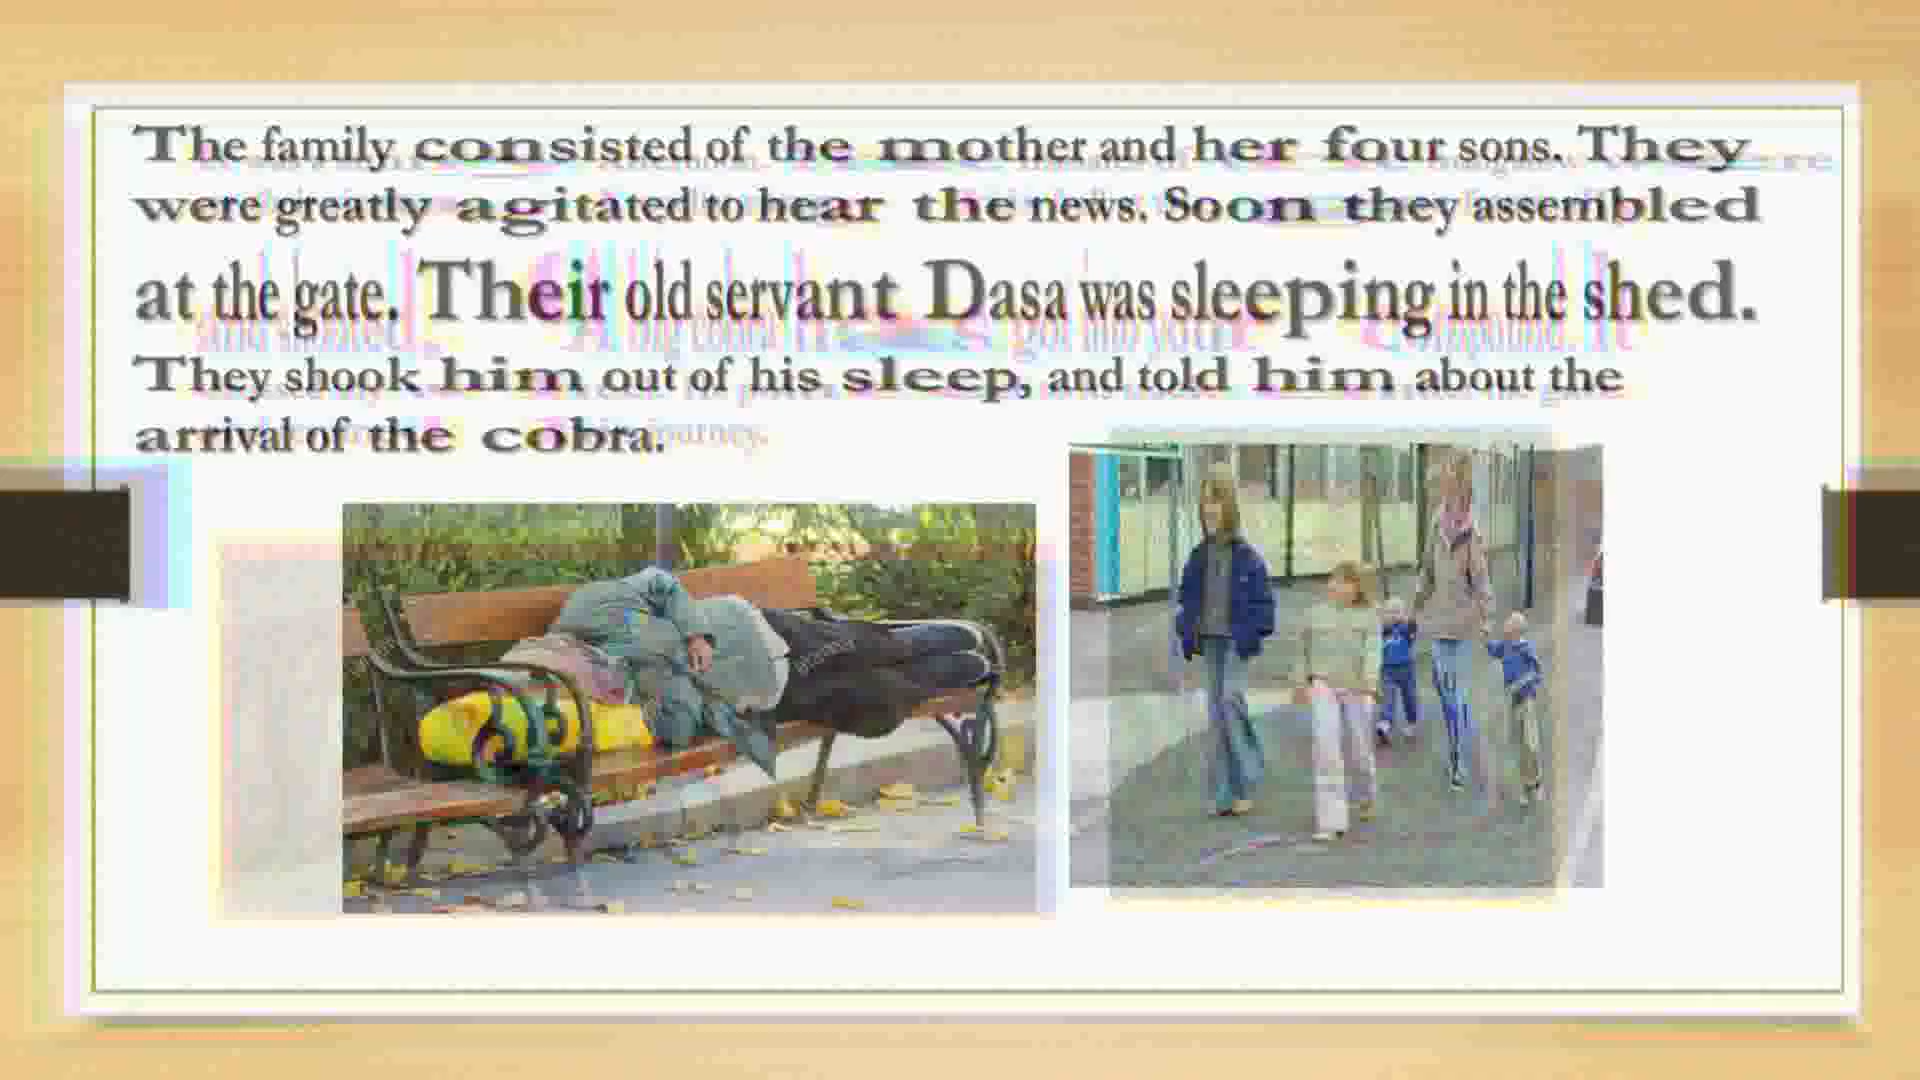 The family consisted of the mother and her four sons. They
were greatly agitated to hear the news. Soon they assembled
at the gate. Their old servant Dasa was sleeping in the shed.
They shook him out of his sleep, and told him about the
arrival of the cobra.
journey.